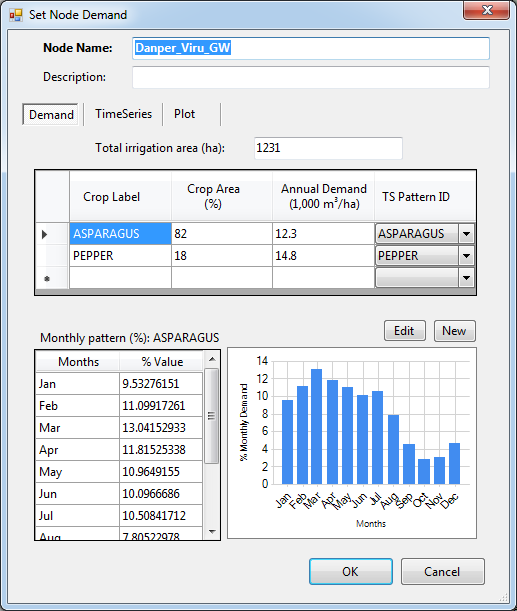 Set Node Demand
Node Name: Danper_Viru_GW
Description:
Demand TimeSeries Plot
Total irrigation area (ha): 1231
Crop Label Crop Area (%) Annual Demand (1,000 m³/ha) TS Pattern ID
ASPARAGUS 82 12.3 ASPARAGUS
PEPPER 18 14.8 PEPPER
*
Monthly pattern (%): ASPARAGUS
Edit New
Months % Value
Jan 9.53276151
Feb 11.09917261
Mar 13.04152933
Apr 11.81525338
May 10.9649155
Jun 10.0966686
Jul 10.50841712
Aug 7.80522978
% Monthly Demand
14
12
10
8
6
4
2
0
Jan Feb Mar Apr May Jun Jul Aug Sep Oct Nov Dec
Months
OK Cancel